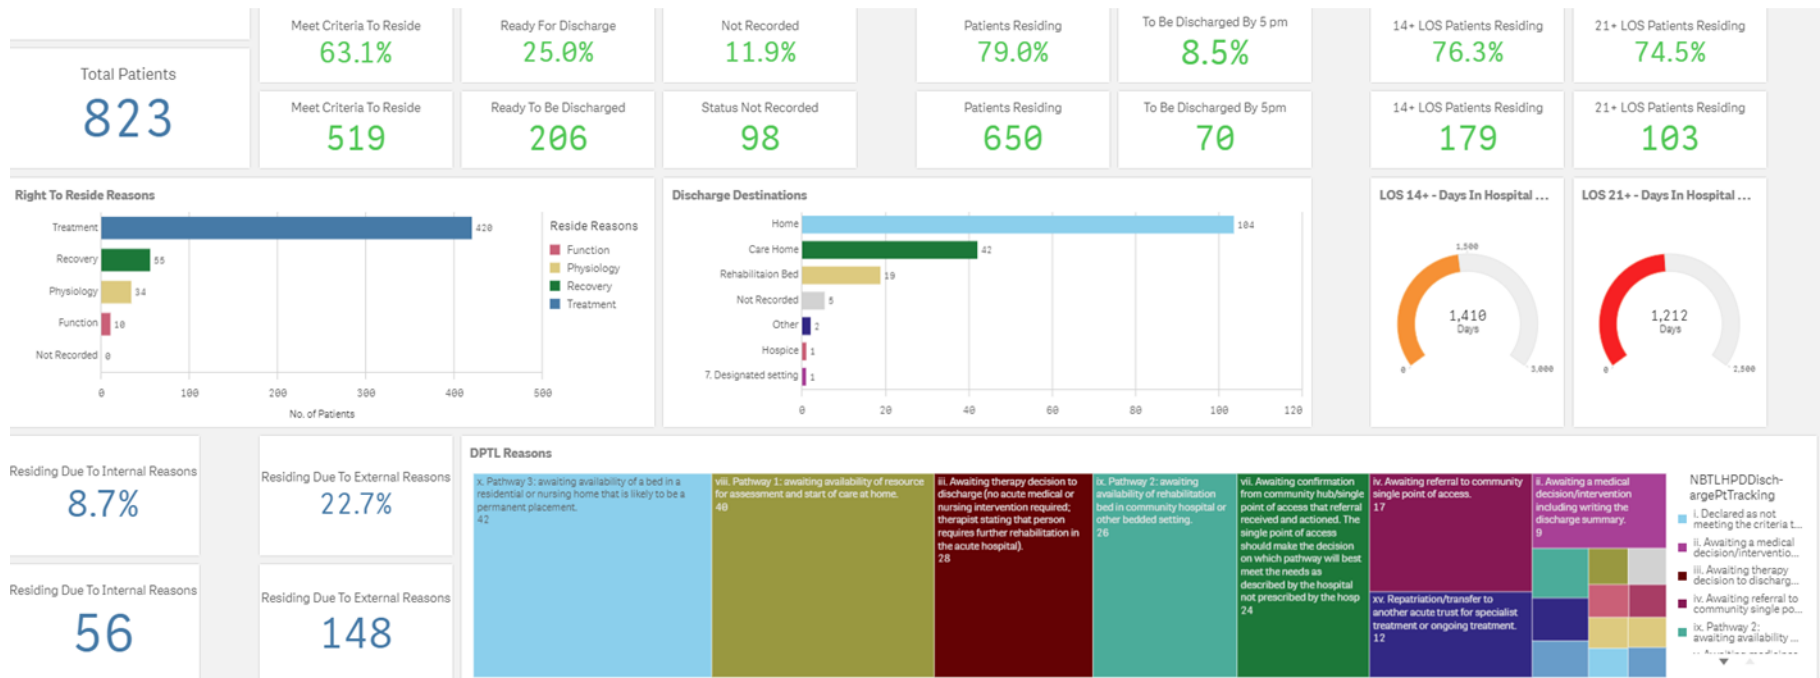 Total Patients
823
Meet Criteria To Reside
63.1%
Ready For Discharge
25.0%
Not Recorded
11.9%
Patients Residing
79.0%
To Be Discharged By 5 pm
8.5%
14+ LOS Patients Residing
76.3%
21+ LOS Patients Residing
74.5%
Meet Criteria To Reside
519
Ready To Be Discharged
206
Status Not Recorded
98
Patients Residing
650
To Be Discharged By 5pm
70
14+ LOS Patients Residing
179
21+ LOS Patients Residing
103
Right To Reside Reasons
Treatment
420
Recovery
55
Physiology
34
Function
10
Not Recorded
0
0
100
200
300
400
500
No. of Patients
Reside Reasons
Function
Physiology
Recovery
Treatment
Discharge Destinations
Home
104
Care Home
42
Rehabilitaion Bed
19
Not Recorded
5
Other
2
Hospice
1
7. Designated setting
1
0
20
40
60
80
100
120
LOS 14+ - Days In Hospital ...
1,500
1,410
Days
0
3,000
LOS 21+ - Days In Hospital ...
1,212
Days
0
2,500
Residing Due To Internal Reasons
8.7%
Residing Due To External Reasons
22.7%
Residing Due To Internal Reasons
56
Residing Due To External Reasons
148
DPTL Reasons
x. Pathway 3: awaiting availability of a bed in a
residential or nursing home that is likely to be a
permanent placement.
42
viii. Pathway 1: awaiting availability of resource
for assessment and start of care at home.
40
iii. Awaiting therapy decision to
discharge (no acute medical or
nursing intervention required;
therapist stating that person
requires further rehabilitation in
the acute hospital).
28
ix. Pathway 2: awaiting
availability of rehabilitation
bed in community hospital or
other bedded setting.
26
vii. Awaiting confirmation
from community hub/single
point of access that referral
received and actioned. The
single point of access
should make the decision
on which pathway will best
meet the needs as
described by the hospital
not prescribed by the hosp
24
iv. Awaiting referral to community
single point of access.
17
xv. Repatriation/transfer to
another acute trust for specialist
treatment or ongoing treatment.
12
ii. Awaiting a medical
decision/intervention
including writing the
discharge summary.
9
NBTLHPDDisch-
argePtTracking
i. Declared as not
meeting the criteria t...
ii. Awaiting a medical
decision/interventio...
iii. Awaiting therapy
decision to discharg...
iv. Awaiting referral to
community single po...
ix. Pathway 2:
awaiting availability ...